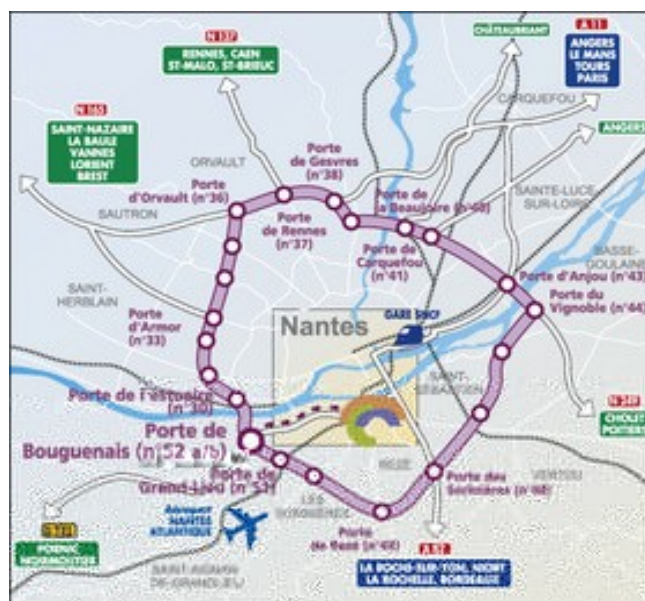 N 137
RENNES, CAEN
ST-MALO, ST-BRIEUC
CHÂTEAUBRIANT
A 11
ANGERS
LE MANS
TOURS
PARIS
N 165
SAINT-NAZAIRE
LA BAULE
VANNES
LORIENT
BREST
CARQUEFOU
ANGERS
ORVAULT
Porte
de Gesvres
(n°38)
Porte
d'Orvault (n°36)
Porte de
la Beaujoire
SAINTE-LUCE
SUR-LOIRE
SAUTRON
Porte
de Rennes
(n°37)
Porte de
Carquefou
(n°41)
BASSE-
GOULAINE
Porte d'Anjou (n°43)
SAINT-
HERBLAIN
Porte du
Vignoble (n°44)
Porte
d'Armor
(n°33)
Nantes
GARE SNCF
Porte de l'estuaire
(n°30)
SAINT-
SÉBASTIEN
N 249
CHOLET
POITIERS
Porte de
Bouguenais (n°52 a/b)
REZÉ
Porte de
Grand-Lieu (n°51)
Porte des
Sorinières
VERTOU
LES
Aéroport
NANTES
ATLANTIQUE
Porte
de Rezé
PORNIC
NOIRMOUTIER
A 83
LA ROCHE-SUR-YON, NIORT
LA ROCHELLE, BORDEAUX
SAINT-AIGNAN
DE-GRANDLIEU